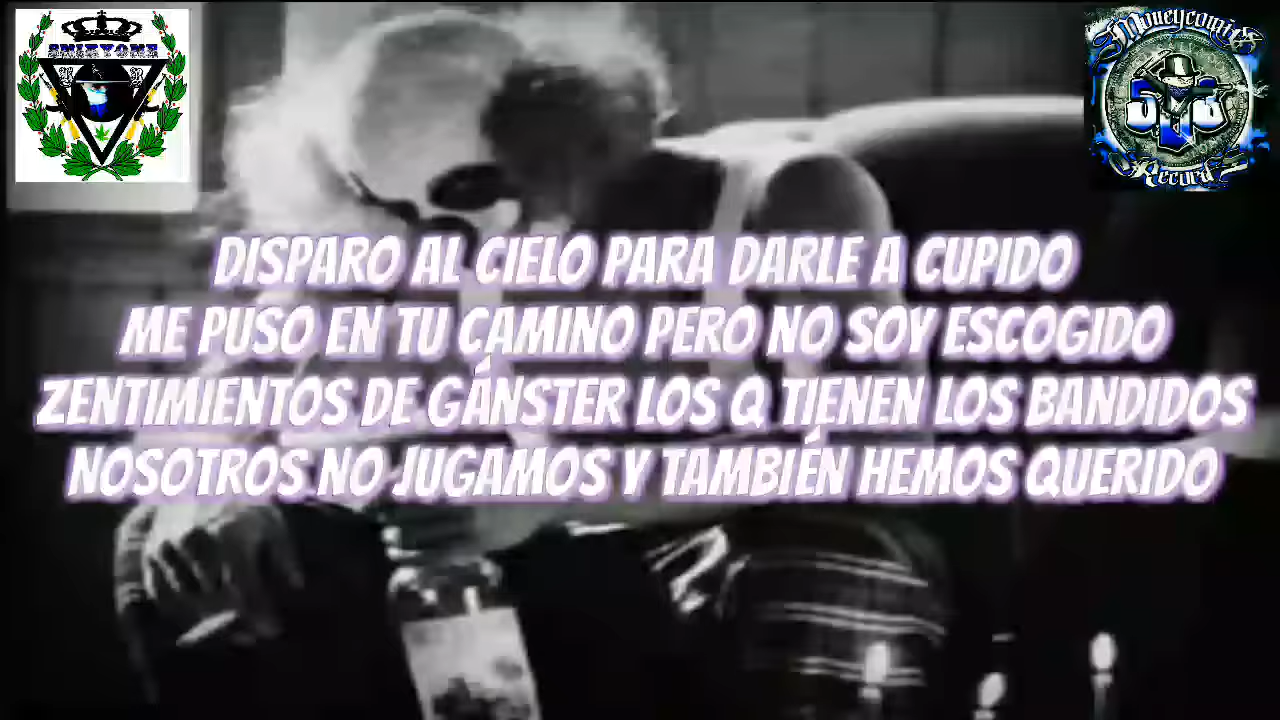 DISPARO AL CIELO PARA DARLE A CUPIDO
ME PUSO EN TU CAMINO PERO NO SOY ESCOGIDO
ZENTIMIENTOS DE GÁNSTER LOS Q TIENEN LOS BANDIDOS
NOSOTROS NO JUGAMOS Y TAMBIÉN HEMOS QUERIDO